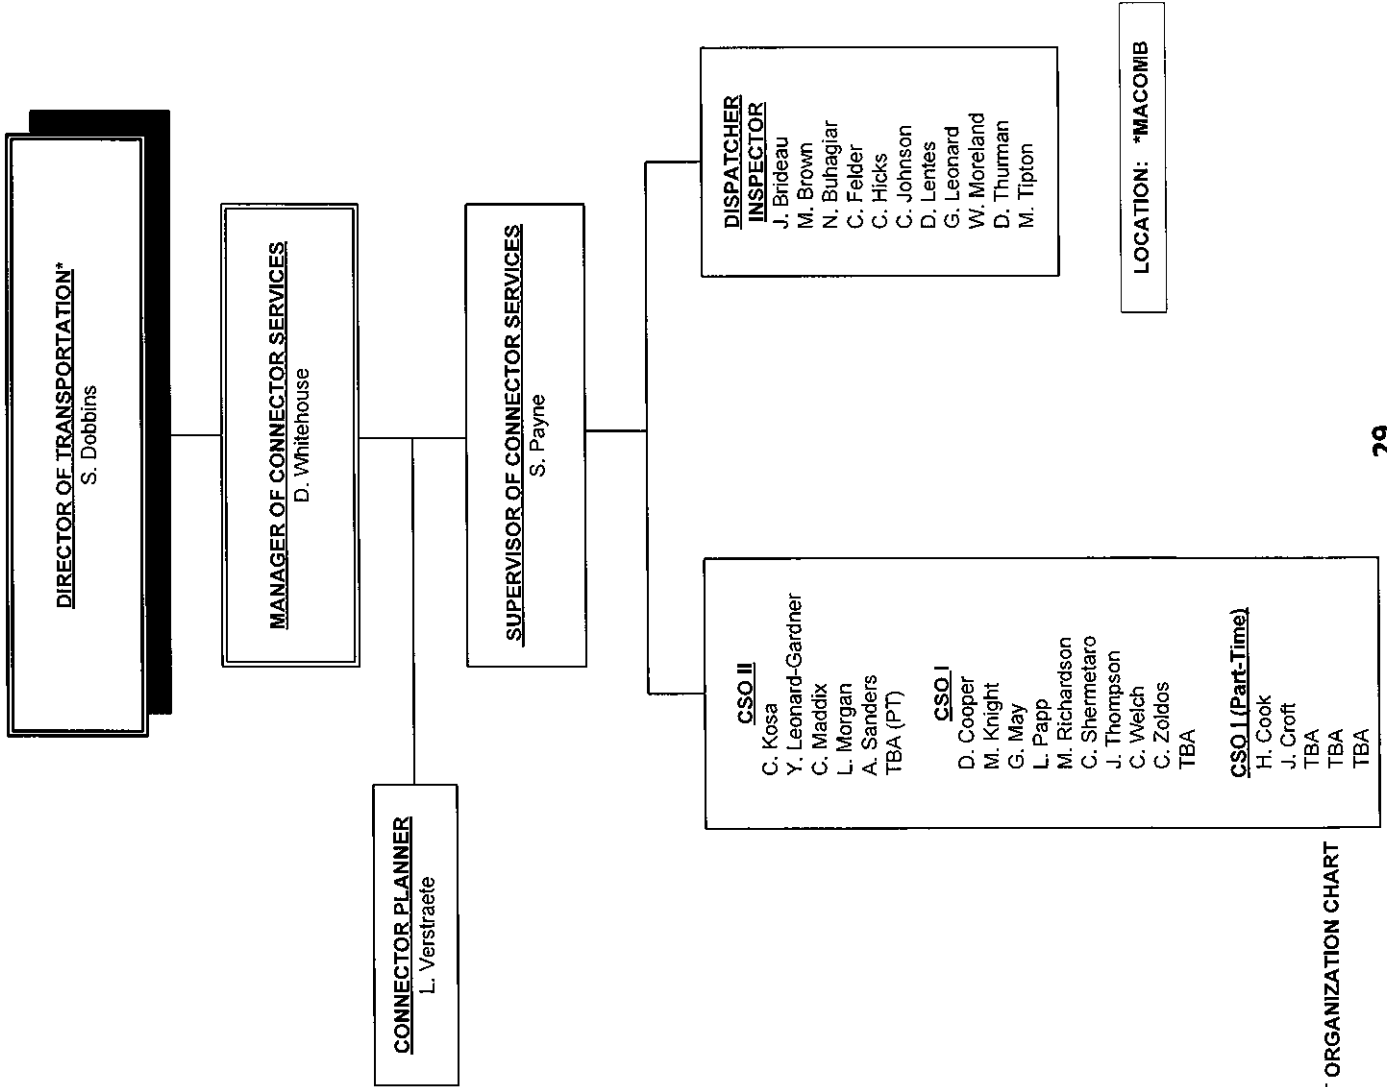 DIRECTOR OF TRANSPORTATION*
S. Dobbins
MANAGER OF CONNECTOR SERVICES
D. Whitehouse
CONNECTOR PLANNER
L. Verstraete
SUPERVISOR OF CONNECTOR SERVICES
S. Payne
CSO II
C. Kosa
Y. Leonard-Gardner
C. Maddix
L. Morgan
A. Sanders
TBA (PT)
CSO I
D. Cooper
M. Knight
G. May
L. Papp
M. Richardson
C. Shermetaro
J. Thompson
C. Welch
C. Zoldos
TBA
CSO I (Part-Time)
H. Cook
J. Croft
TBA
TBA
TBA
DISPATCHER
INSPECTOR
J. Brideau
M. Brown
N. Buhagiar
C. Felder
C. Hicks
C. Johnson
D. Lentes
G. Leonard
W. Moreland
D. Thurman
M. Tipton
LOCATION: *MACOMB
ORGANIZATION CHART
29